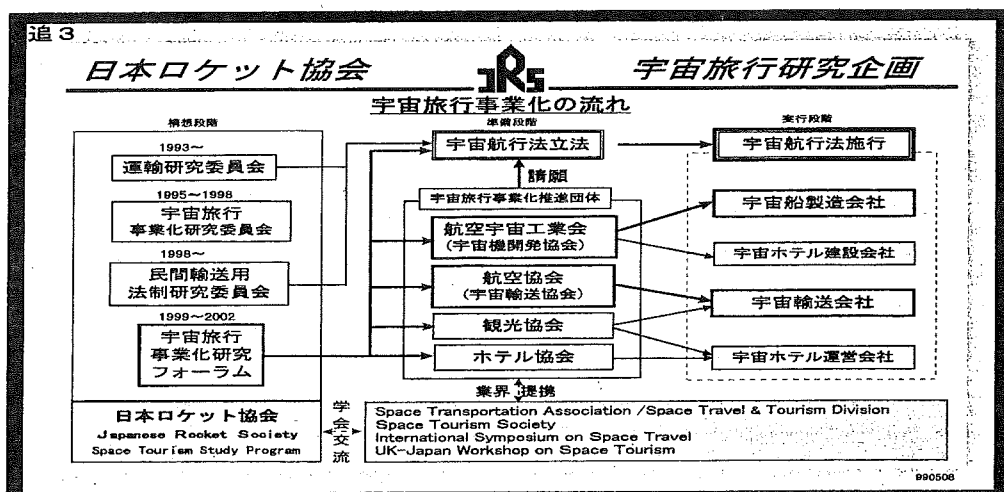 追3
日本ロケット協会
JRS
宇宙旅行研究企画
宇宙旅行事業化の流れ
構想段階
準備段階
実行段階
1993~
運輸研究委員会
1995~1998
宇宙旅行
事業化研究委員会
1998~
民間輸送用
法制研究委員会
1999~2002
宇宙旅行
事業化研究
フォーラム
宇宙航行法立法
請願
宇宙旅行事業化推進団体
航空宇宙工業会
(宇宙機開発協会)
航空協会
(宇宙輸送協会)
観光協会
ホテル協会
業界 提携
宇宙航行法施行
宇宙船製造会社
宇宙ホテル建設会社
宇宙輸送会社
宇宙ホテル運営会社
日本ロケット協会
Japanese Rocket Society
Space Tourism Study Program
学会交流
Space Transportation Association /Space Travel & Tourism Division
Space Tourism Society
International Symposium on Space Travel
UK-Japan Workshop on Space Tourism
990508